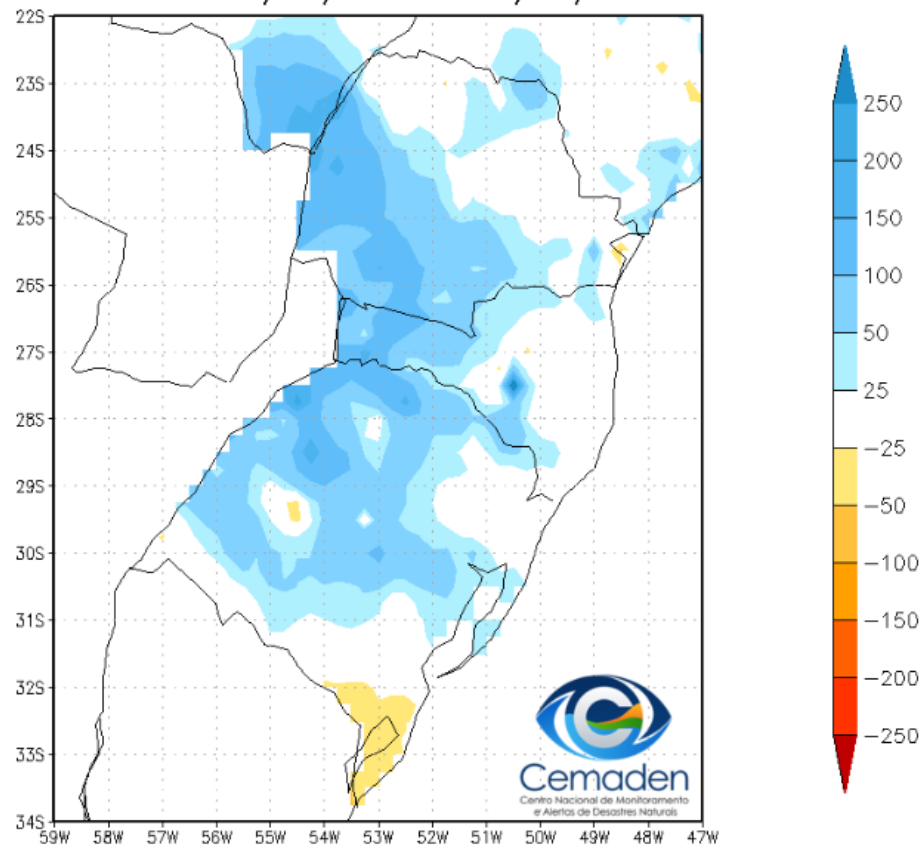 22S
23S
24S
25S
26S
27S
28S
29S
30S
31S
32S
33S
34S
59W 58W 57W 56W 55W 54W 53W 52W 51W 50W 49W 48W 47W
250
200
150
100
50
25
−25
−50
−100
−150
−200
−250
Cemaden
Centro Nacional de Monitoramento
e Alertas de Desastres Naturais